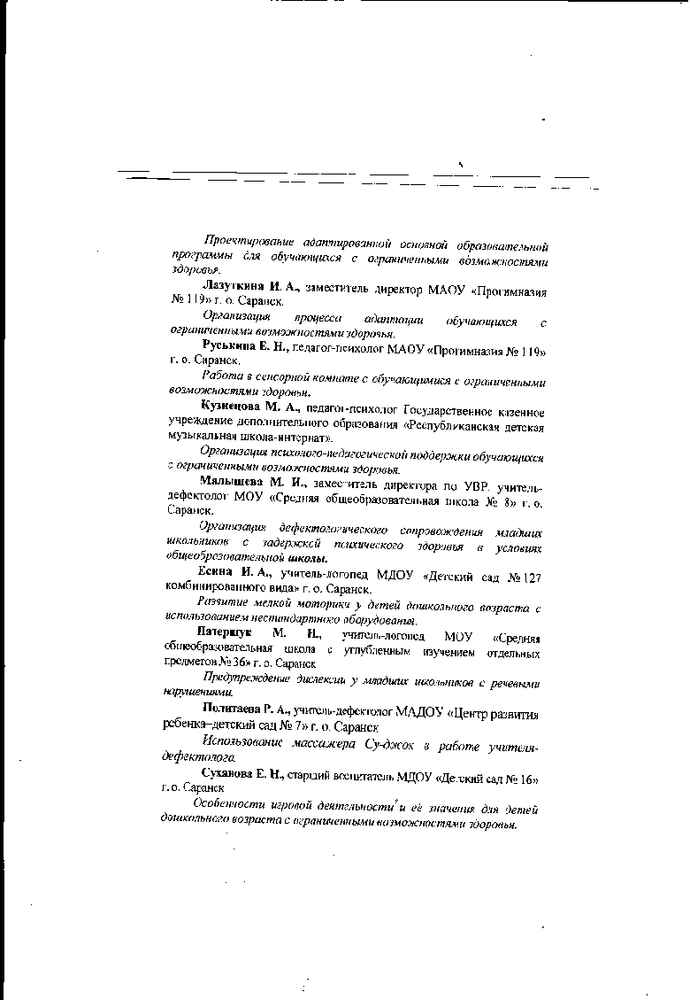 Проектирование адаптированной основной образовательной
программы для обучающихся с ограниченными возможностями
здоровья.
Лазуткина И. А., заместитель директор МАОУ «Прогимназия
№ 119» г. о. Саранск.
Организация процесса адаптации обучающихся с
ограниченными возможностями здоровья.
Руськина Е. Н., педагог-психолог МАОУ «Прогимназия № 119»
г. о. Саранск.
Работа в сенсорной комнате с обучающимися с ограниченными
возможностями здоровья.
Кузнецова М. А., педагог-психолог Государственное казенное
учреждение дополнительного образования «Республиканская детская
музыкальная школа-интернат».
Организация психолого-педагогической поддержки обучающихся
с ограниченными возможностями здоровья.
Малышева М. И., заместитель директора по УВР, учитель-
дефектолог МОУ «Средняя общеобразовательная школа № 8» г. о.
Саранск.
Организация дефектологического сопровождения младших
школьников с задержкой психического здоровья в условиях
общеобразовательной школы.
Есина И. А., учитель-логопед МДОУ «Детский сад №127
комбинированного вида» г. о. Саранск.
Развитие мелкой моторики у детей дошкольного возраста с
использованием нестандартного оборудования.
Патершук М. Н., учитель-логопед МОУ «Средняя
общеобразовательная школа с углубленным изучением отдельных
предметов №36» г. о. Саранск
Предупреждение дислексии у младших школьников с речевыми
нарушениями.
Политаева Р. А., учитель-дефектолог МАДОУ «Центр развития
ребенка–детский сад № 7» г. о. Саранск
Использование массажера Су-джок в работе учителя-
дефектолога.
Суханова Е. Н., старший воспитатель МДОУ «Детский сад № 16»
г. о. Саранск
Особенности игровой деятельности и её значения для детей
дошкольного возраста с ограниченными возможностями здоровья.